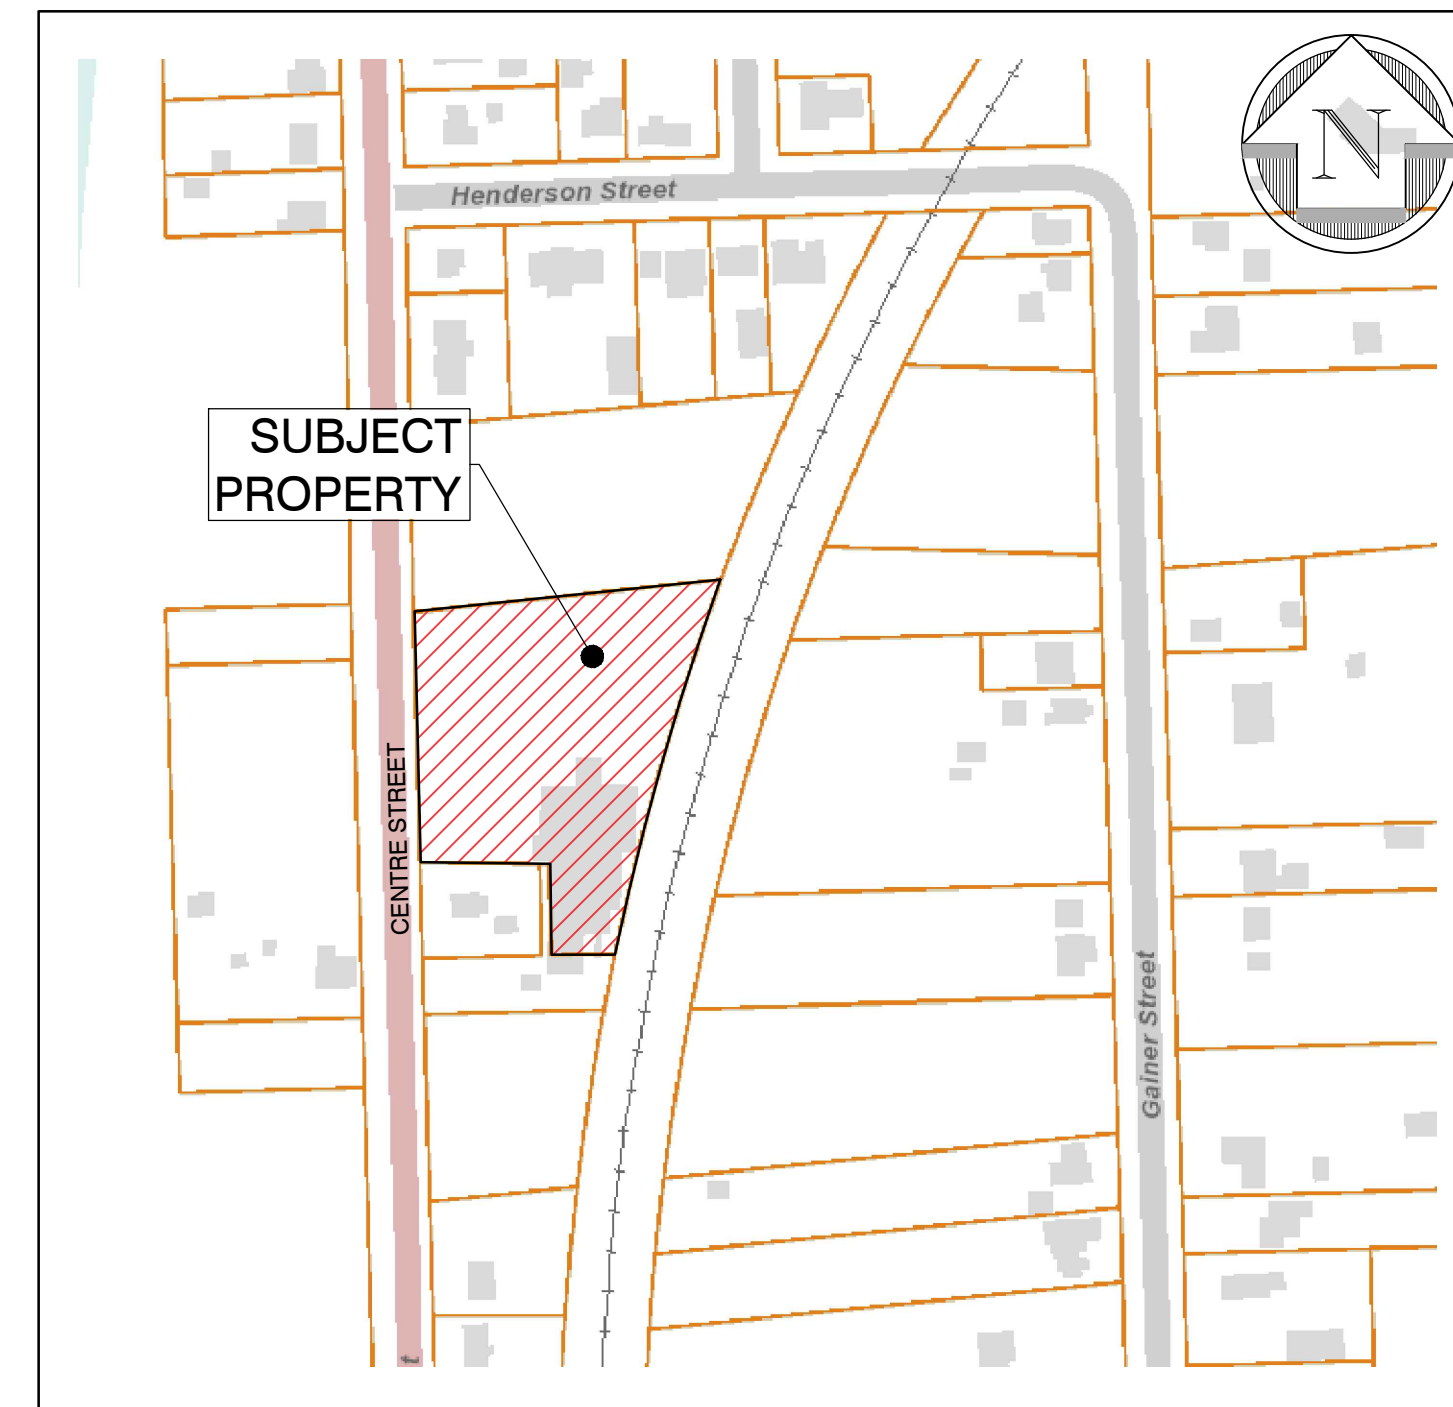 N
Henderson Street
SUBJECT
PROPERTY
CENTRE STREET
Gainer Street
t